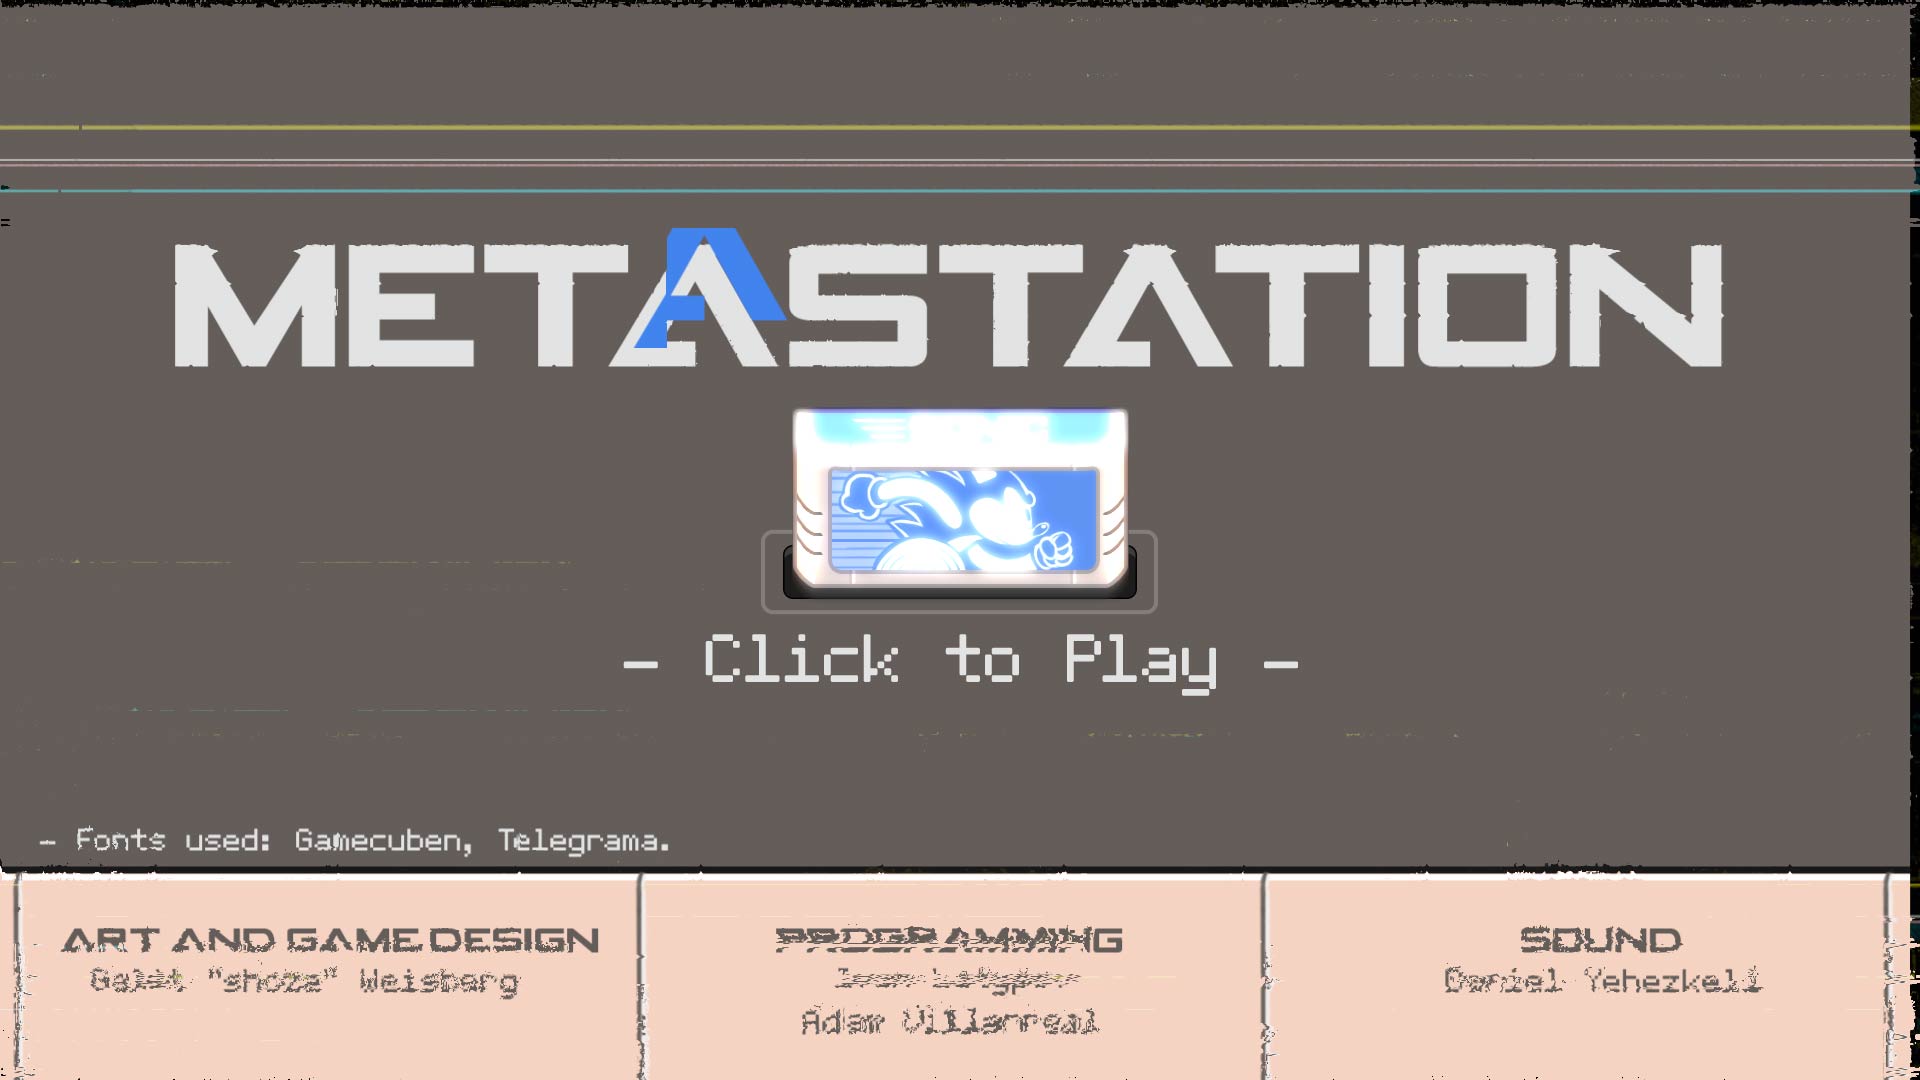 METASTATION
- Click to Play -
- Fonts used: Gamecuben, Telegrama.
ART AND GAME DESIGN
"shoza" Weisberg
PROGRAMMING
Adam Villarreal
SOUND
Daniel Yehezkeli